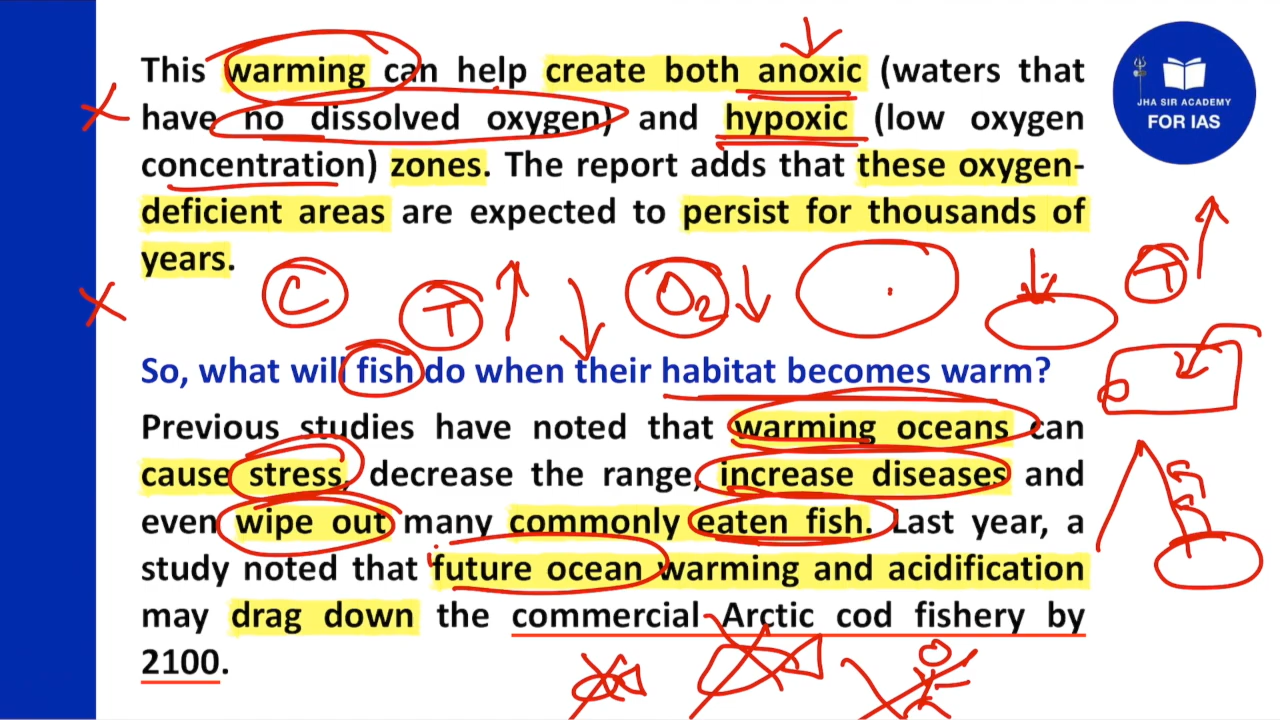 This warming can help create both anoxic (waters that
have no dissolved oxygen) and hypoxic (low oxygen
concentration) zones. The report adds that these oxygen-
deficient areas are expected to persist for thousands of
years.
JHA SIR ACADEMY
FOR IAS
C
T
O2
T
So, what will fish do when their habitat becomes warm?
Previous studies have noted that warming oceans can
cause stress, decrease the range, increase diseases and
even wipe out many commonly eaten fish. Last year, a
study noted that future ocean warming and acidification
may drag down the commercial Arctic cod fishery by
2100.